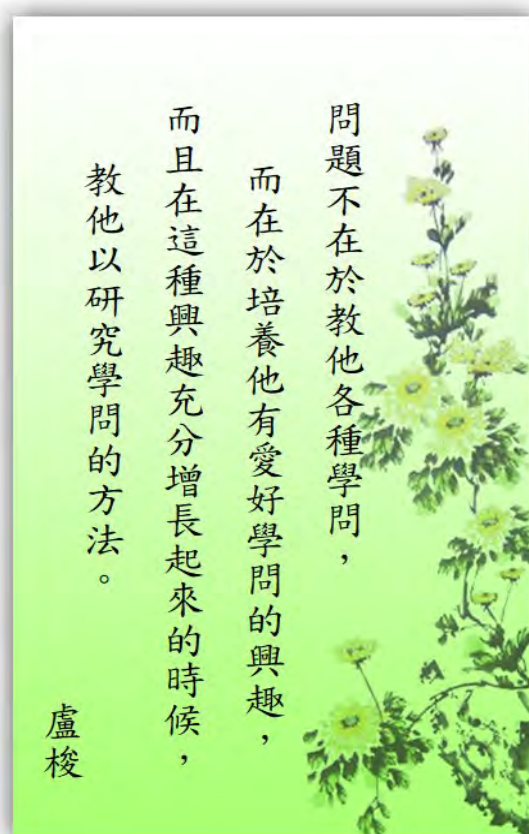 問題不在於教他各種學問，
而在於培養他有愛好學問的興趣，
而且在這種興趣充分增長起來的時候，
教他以研究學問的方法。
盧梭